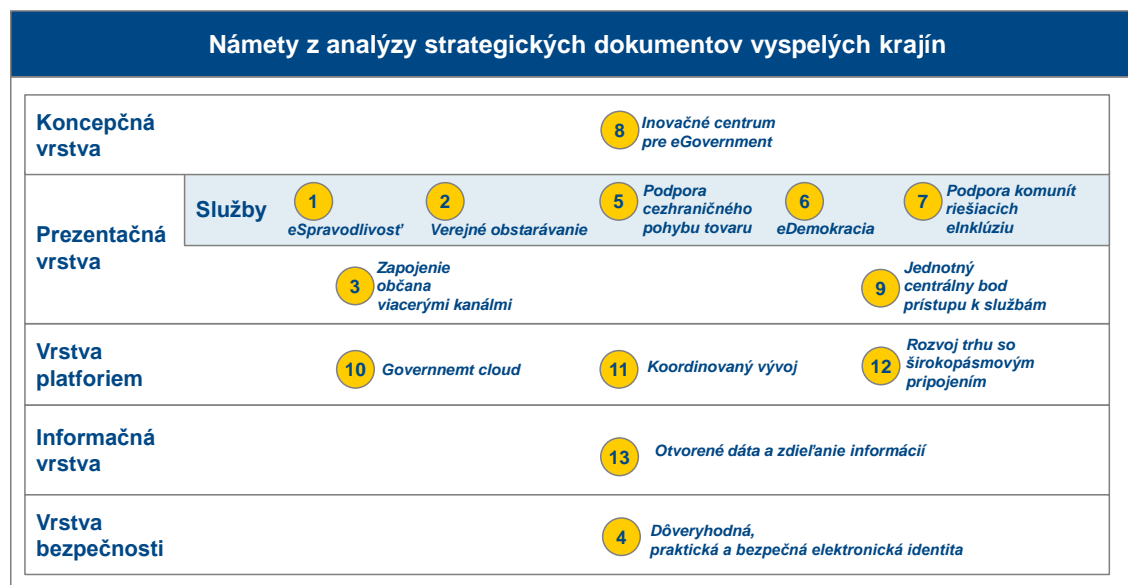 Námety z analýzy strategických dokumentov vyspelých krajín
Koncepčná
vrstva
8
Inovačné centrum
pre eGovernment
Prezentačná
vrstva
Služby
1
eSpravodlivosť
2
Verejné obstarávanie
5
Podpora
cezhraničného
pohybu tovaru
6
eDemokracia
7
Podpora komunít
riešiacich
eInklúziu
3
Zapojenie
občana
viacerými kanálmi
9
Jednotný
centrálny bod
prístupu k službám
Vrstva
platforiem
10
Governnemt cloud
11
Koordinovaný vývoj
12
Rozvoj trhu so
širokopásmovým
pripojením
Informačná
vrstva
13
Otvorené dáta a zdieľanie informácií
Vrstva
bezpečnosti
4
Dôveryhodná,
praktická a bezpečná elektronická identita